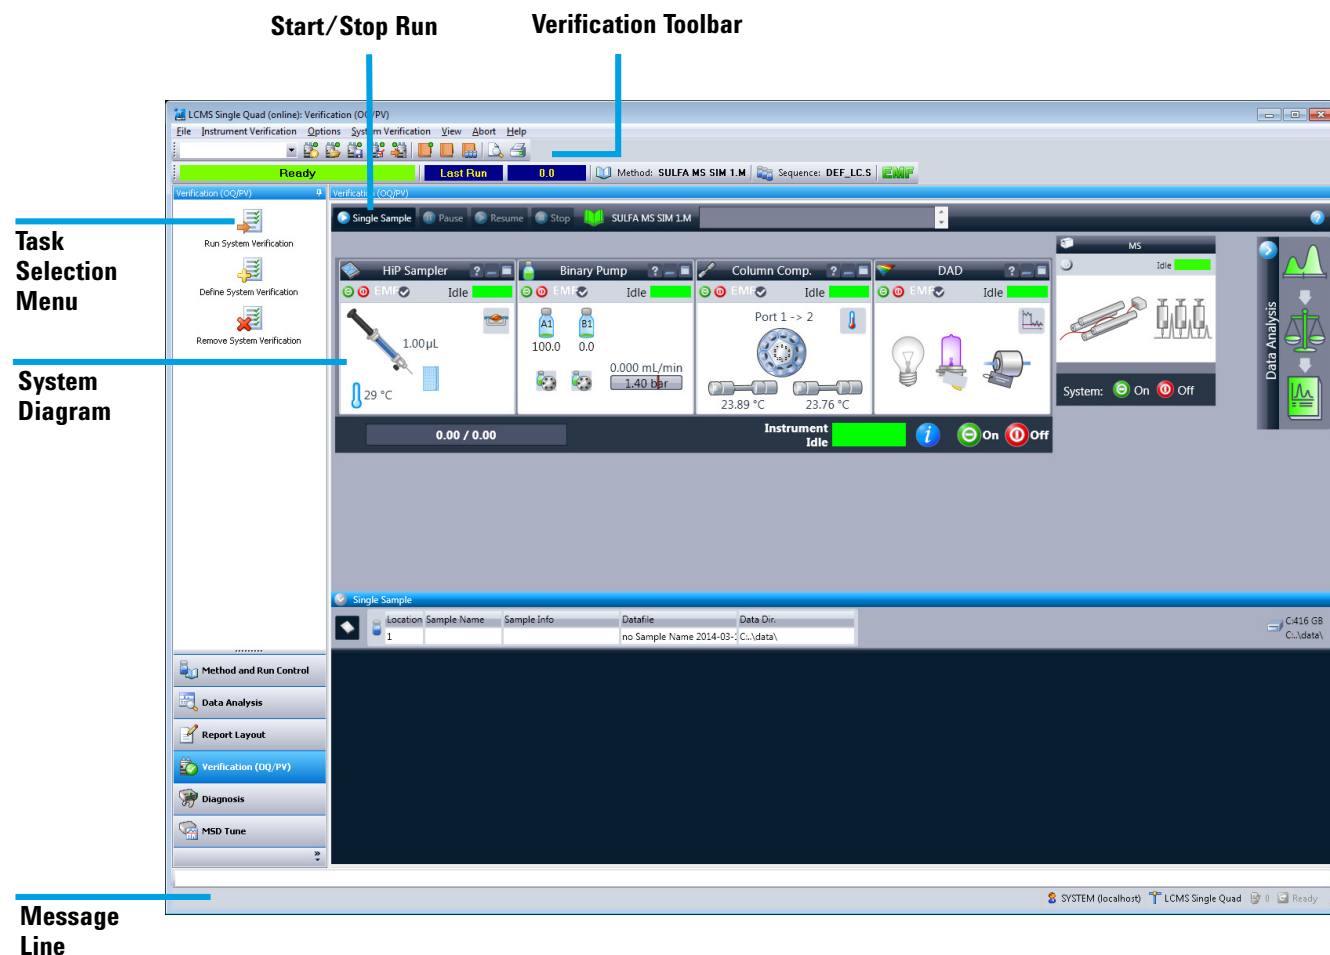 Start/Stop Run
Verification Toolbar
LCMS Single Quad (online): Verification (OQ/PV)
File Instrument Verification Options System Verification View Abort Help
Ready
Last Run
0.0
Method: SULFA MS SIM 1.M
Sequence: DEF_LC.S
EMF
Verification (OQ/PV)
Verification (OQ/PV)
Single Sample
Pause
Resume
Stop
SULFA MS SIM 1.M
Task
Selection
Menu
Run System Verification
Define System Verification
Remove System Verification
System
Diagram
HiP Sampler
EMF
Idle
1.00 µL
29 °C
Binary Pump
EMF
Idle
A1
B1
100.0
0.0
0.000 mL/min
1.40 bar
Column Comp.
EMF
Idle
Port 1 -> 2
23.89 °C
23.76 °C
DAD
EMF
Idle
MS
Idle
System: On Off
Data Analysis
0.00 / 0.00
Instrument
Idle
On
Off
Single Sample
Location Sample Name Sample Info Datafile Data Dir.
1 no Sample Name 2014-03-1 C:..\data\
C:416 GB
C:..\data\
Method and Run Control
Data Analysis
Report Layout
Verification (OQ/PV)
Diagnosis
MSD Tune
SYSTEM (localhost) LCMS Single Quad 0 Ready
Message
Line